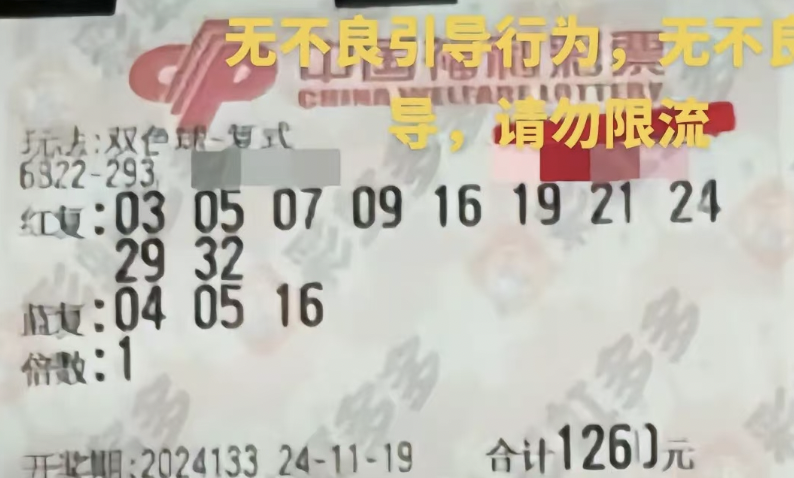 无不良引导行为，无不良
导，请勿限流
中国福利彩票
CHINA WELFARE LOTTERY
玩法:双色球-复式
6922-293
红复:03 05 07 09 16 19 21 24
29 32
蓝复:04 05 16
倍数:1
开奖期:2024133 24-11-19
合计1260元